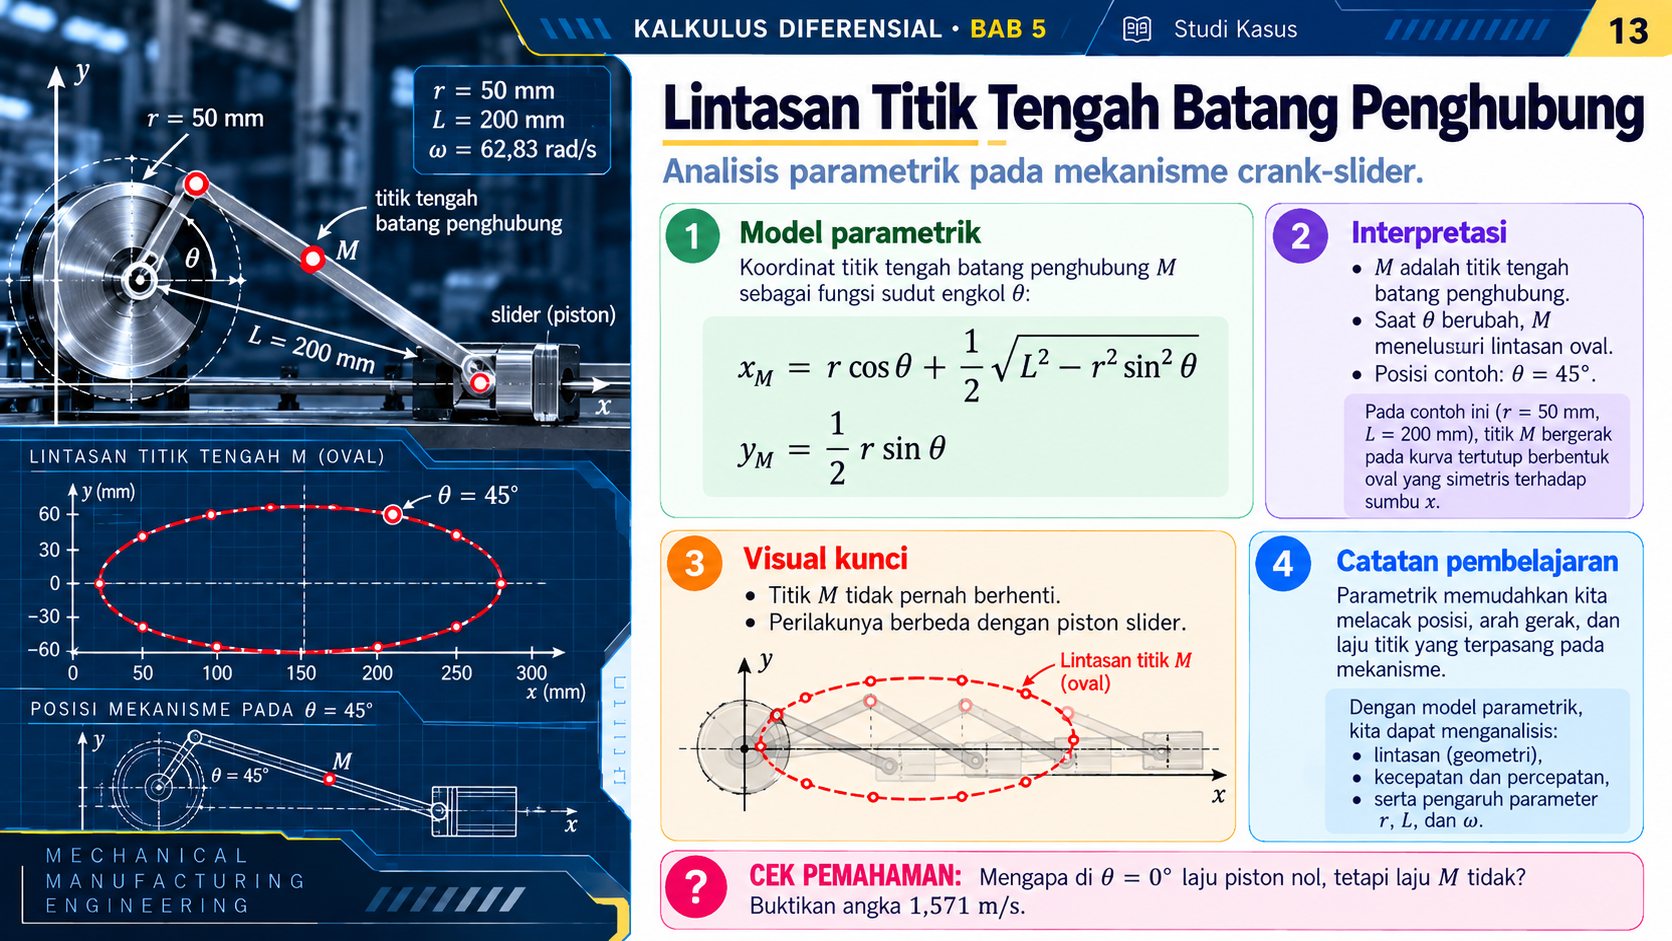 KALKULUS DIFERENSIAL • BAB 5
Studi Kasus
13
y
r = 50 mm
r = 50 mm
L = 200 mm
ω = 62,83 rad/s
titik tengah
batang penghubung
M
θ
L = 200 mm
slider (piston)
x
LINTASAN TITIK TENGAH M (OVAL)
y (mm)
θ = 45°
60
30
0
−30
−60
0 50 100 150 200 250 300
x (mm)
POSISI MEKANISME PADA θ = 45°
y
M
θ = 45°
x
MECHANICAL
MANUFACTURING
ENGINEERING
Lintasan Titik Tengah Batang Penghubung
Analisis parametrik pada mekanisme crank-slider.
1 Model parametrik
Koordinat titik tengah batang penghubung M
sebagai fungsi sudut engkol θ:
x_M = r cos θ + 1/2 √(L² − r² sin² θ)
y_M = 1/2 r sin θ
2 Interpretasi
• M adalah titik tengah
batang penghubung.
• Saat θ berubah, M
menelusuri lintasan oval.
• Posisi contoh: θ = 45°.
Pada contoh ini (r = 50 mm,
L = 200 mm), titik M bergerak
pada kurva tertutup berbentuk
oval yang simetris terhadap
sumbu x.
3 Visual kunci
• Titik M tidak pernah berhenti.
• Perilakunya berbeda dengan piston slider.
y
Lintasan titik M
(oval)
x
4 Catatan pembelajaran
Parametrik memudahkan kita
melacak posisi, arah gerak, dan
laju titik yang terpasang pada
mekanisme.
Dengan model parametrik,
kita dapat menganalisis:
• lintasan (geometri),
• kecepatan dan percepatan,
• serta pengaruh parameter
r, L, dan ω.
? CEK PEMAHAMAN: Mengapa di θ = 0° laju piston nol, tetapi laju M tidak?
Buktikan angka 1,571 m/s.